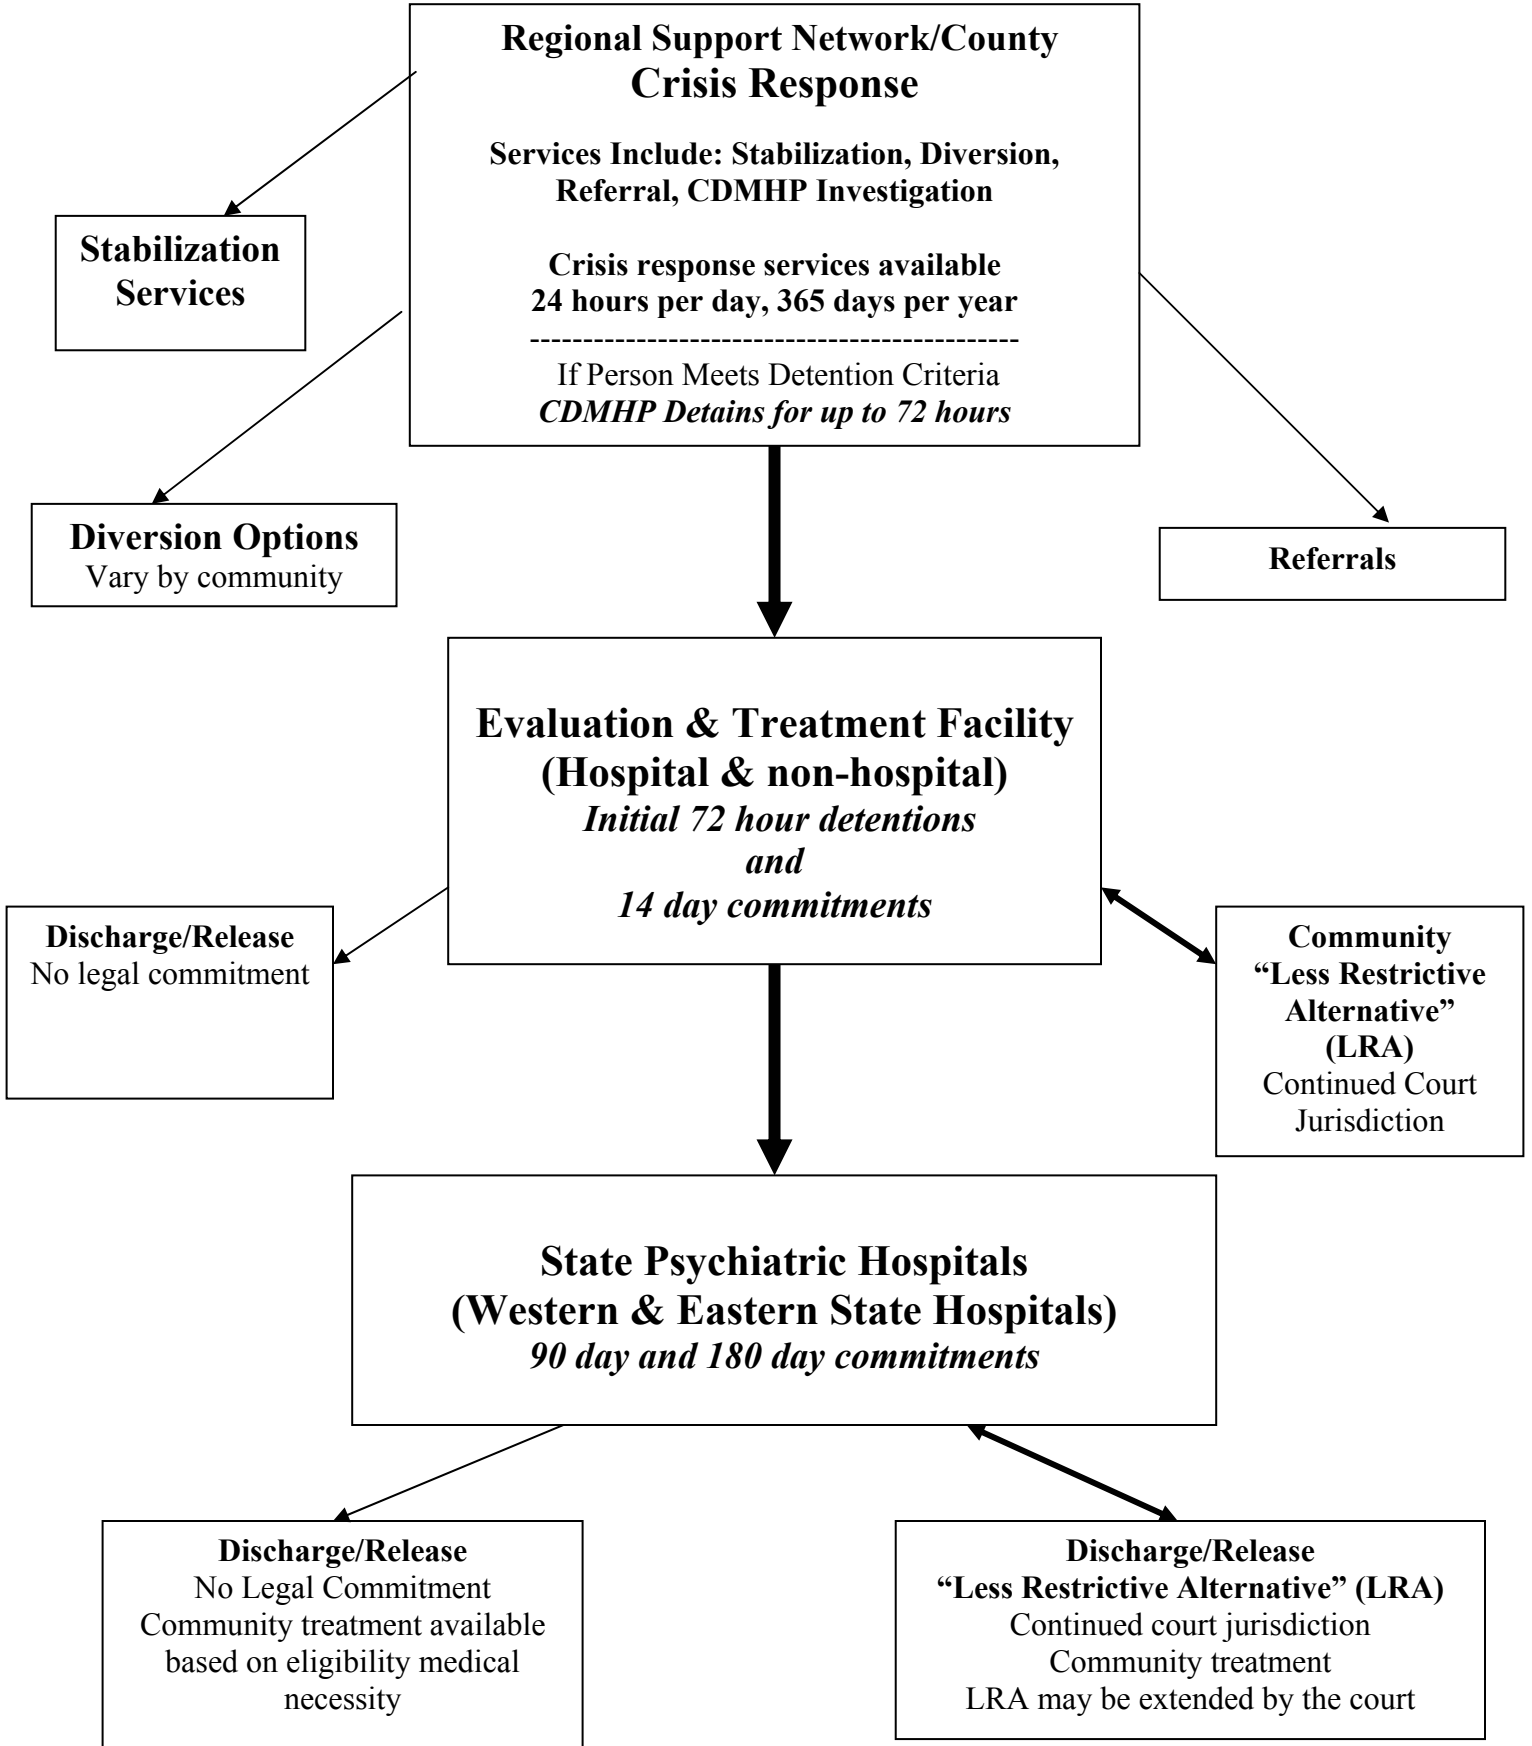 Regional Support Network/County
Crisis Response
Services Include: Stabilization, Diversion,
Referral, CDMHP Investigation
Crisis response services available
24 hours per day, 365 days per year
----------------------------------------------
If Person Meets Detention Criteria
CDMHP Detains for up to 72 hours
Stabilization
Services
Diversion Options
Vary by community
Referrals
Evaluation & Treatment Facility
(Hospital & non-hospital)
Initial 72 hour detentions
and
14 day commitments
Discharge/Release
No legal commitment
Community
“Less Restrictive
Alternative”
(LRA)
Continued Court
Jurisdiction
State Psychiatric Hospitals
(Western & Eastern State Hospitals)
90 day and 180 day commitments
Discharge/Release
No Legal Commitment
Community treatment available
based on eligibility medical
necessity
Discharge/Release
“Less Restrictive Alternative” (LRA)
Continued court jurisdiction
Community treatment
LRA may be extended by the court